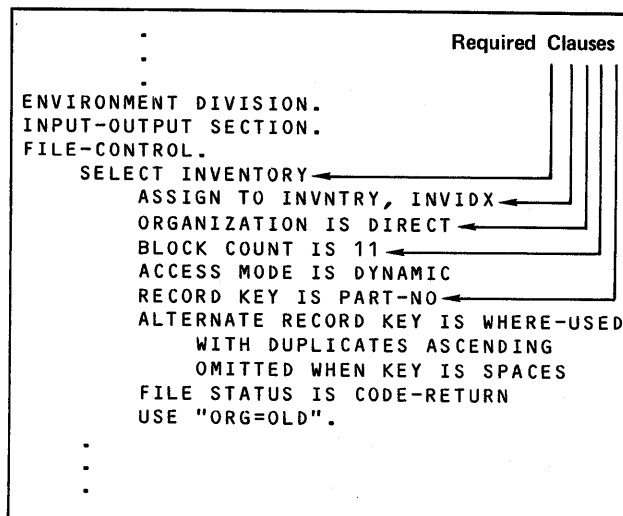 .
Required Clauses
.
.
ENVIRONMENT DIVISION.
INPUT-OUTPUT SECTION.
FILE-CONTROL.
SELECT INVENTORY
ASSIGN TO INVNTRY, INVIDX
ORGANIZATION IS DIRECT
BLOCK COUNT IS 11
ACCESS MODE IS DYNAMIC
RECORD KEY IS PART-NO
ALTERNATE RECORD KEY IS WHERE-USED
WITH DUPLICATES ASCENDING
OMITTED WHEN KEY IS SPACES
FILE STATUS IS CODE-RETURN
USE "ORG=OLD".
.
.
.